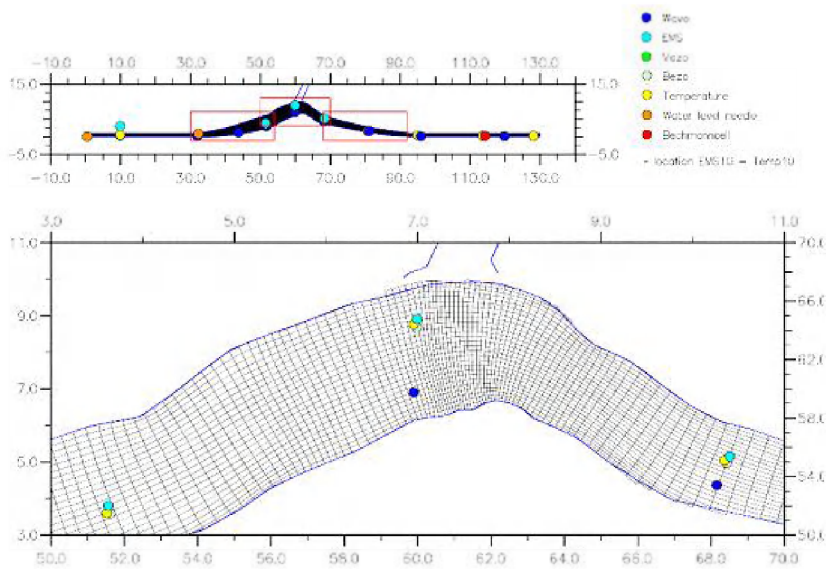 -10.0 10.0 30.0 50.0 70.0 90.0 110.0 130.0
15.0 15.0
-5.0 -5.0
-10.0 10.0 30.0 50.0 70.0 90.0 110.0 130.0
Wavo
EMS
Vezo
Bezo
Temperature
Water level needle
location EMS10 = Temp10
3.0 5.0 7.0 9.0 11.0
11.0 70.0
9.0 66.0
7.0 62.0
58.0
5.0 54.0
3.0 50.0
50.0 52.0 54.0 56.0 58.0 60.0 62.0 64.0 66.0 68.0 70.0